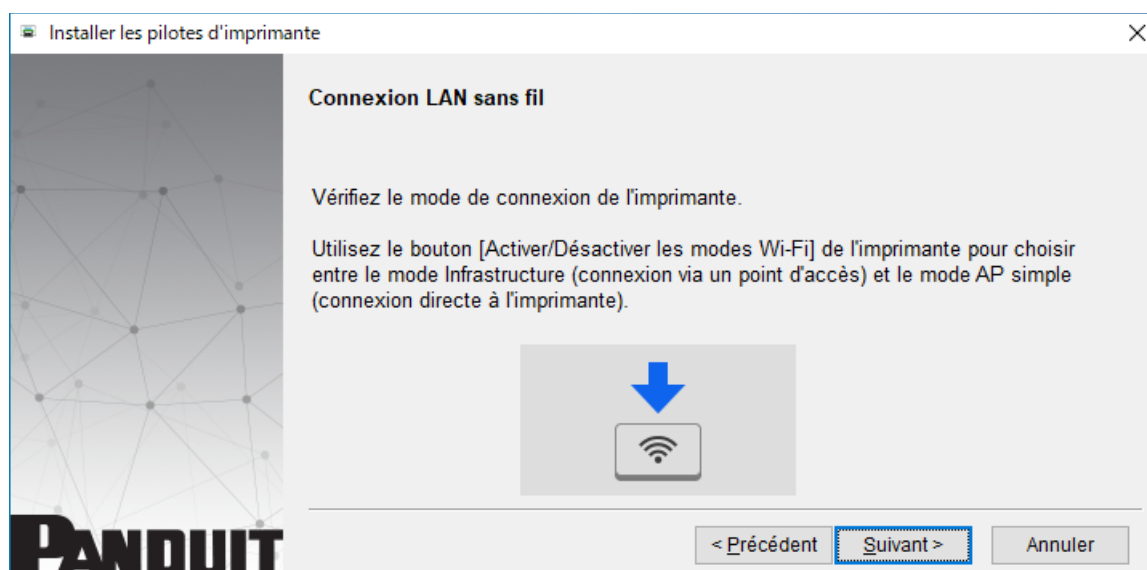 Installer les pilotes d'imprimante
Connexion LAN sans fil
Vérifiez le mode de connexion de l'imprimante.
Utilisez le bouton [Activer/Désactiver les modes Wi-Fi] de l'imprimante pour choisir
entre le mode Infrastructure (connexion via un point d'accès) et le mode AP simple
(connexion directe à l'imprimante).
PANDUIT
< Précédent
Suivant >
Annuler